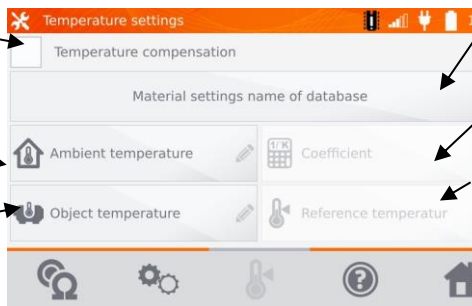 Temperature settings
Temperature compensation
Material settings name of database
Ambient temperature
1/K
Coefficient
Object temperature
Reference temperatur